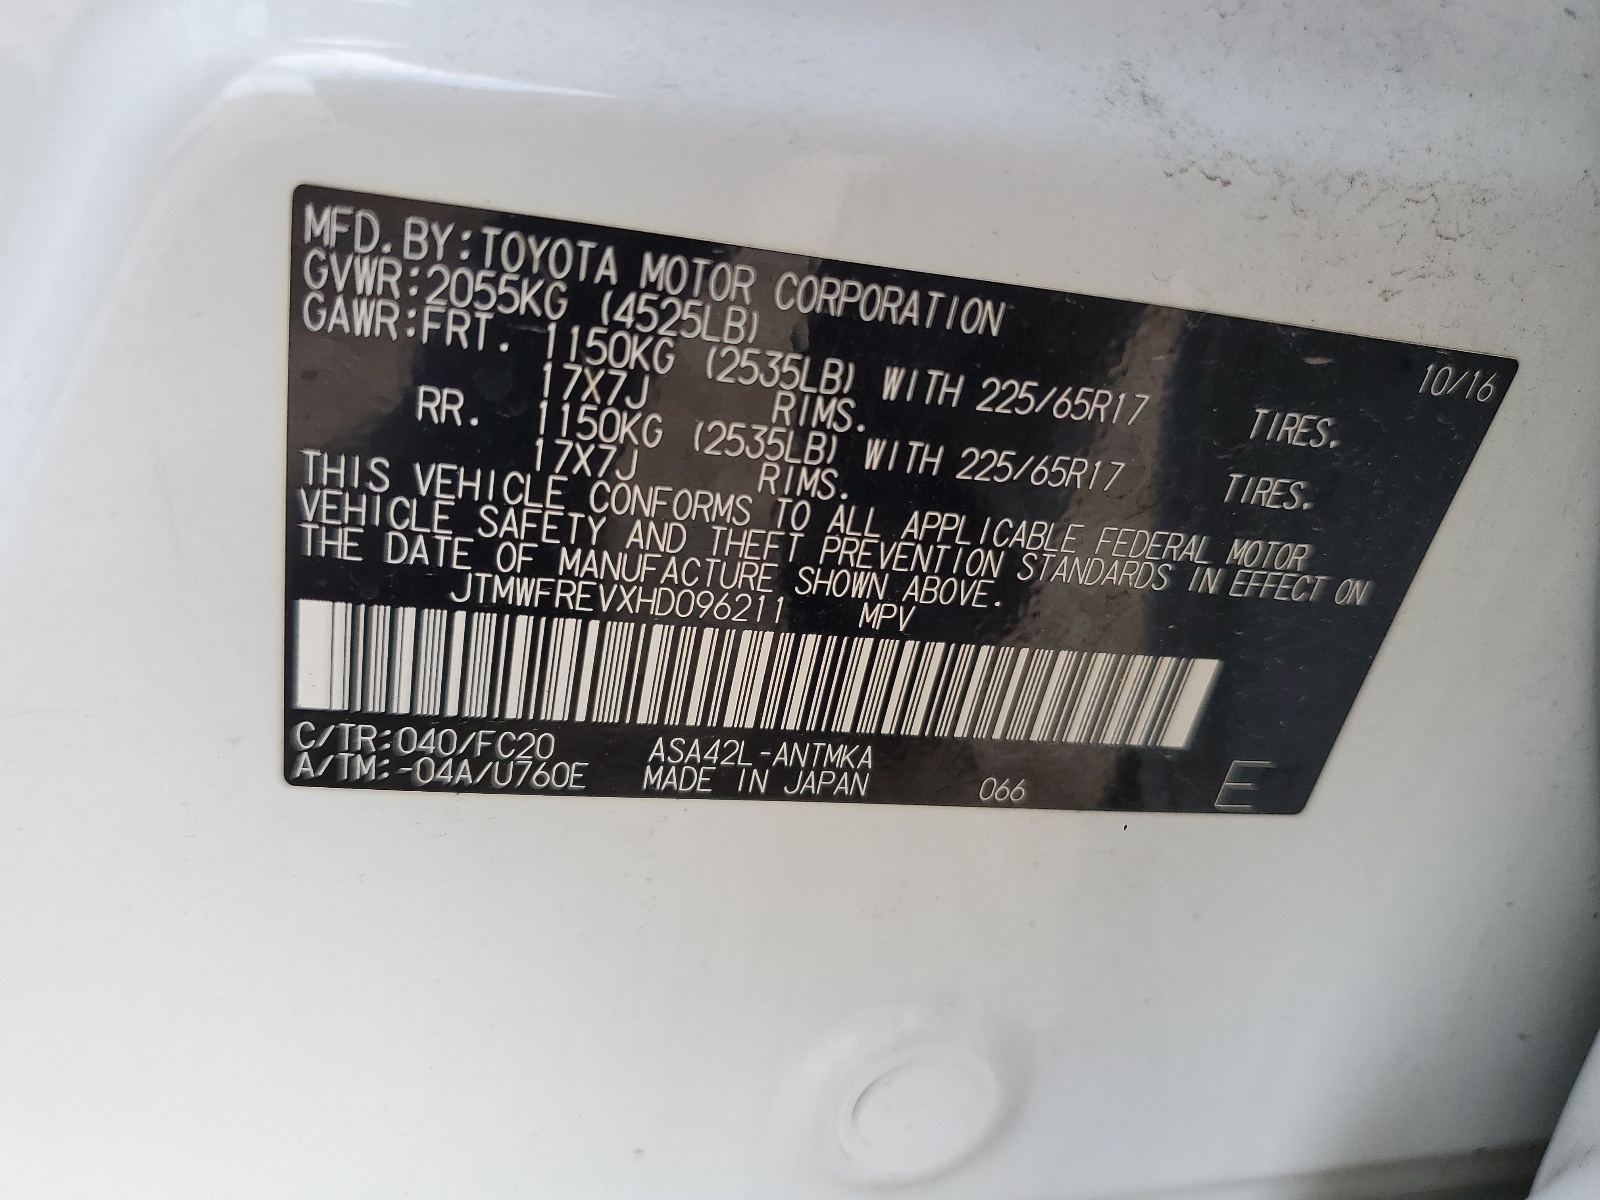 MFD.BY:TOYOTA MOTOR CORPORATION 10/16
GVWR:2055KG (4525LB)
GAWR:FRT. 1150KG (2535LB) WITH 225/65R17 TIRES.
17X7J RIMS.
RR. 1150KG (2535LB) WITH 225/65R17 TIRES.
17X7J RIMS.
THIS VEHICLE CONFORMS TO ALL APPLICABLE FEDERAL MOTOR
VEHICLE SAFETY AND THEFT PREVENTION STANDARDS IN EFFECT ON
THE DATE OF MANUFACTURE SHOWN ABOVE.
JTMWFREVXHD096211 MPV
C/TR:040/FC20 ASA42L-ANTMKA
A/TM:-04A/U760E MADE IN JAPAN 066 E